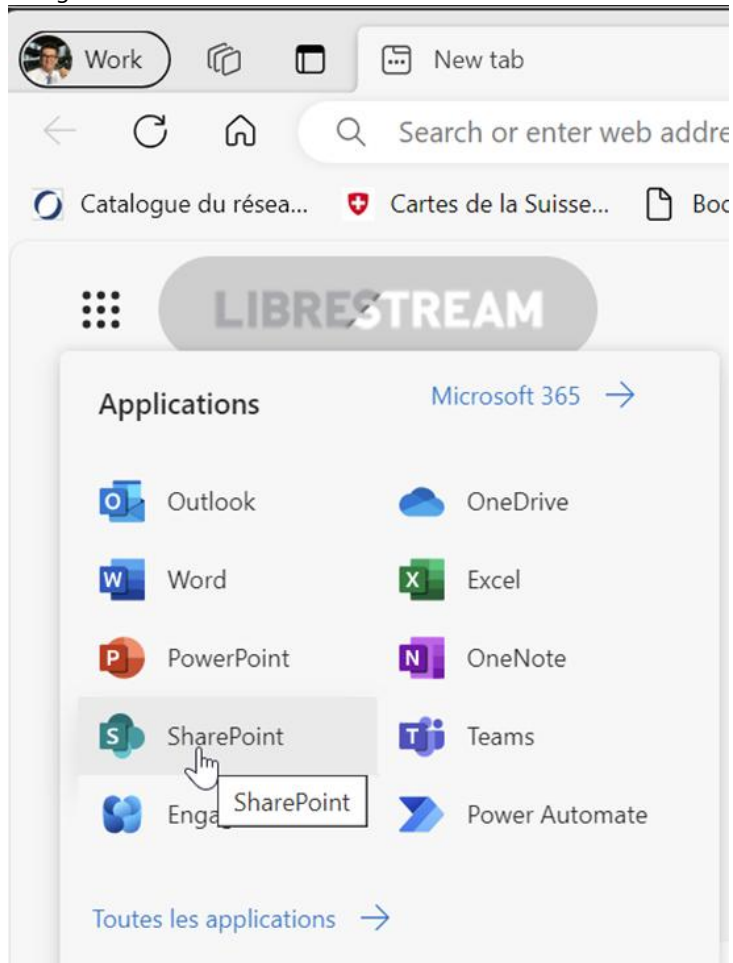 Work New tab
Search or enter web addre
Catalogue du résea... Cartes de la Suisse... Boo
LIBRESTREAM
Applications Microsoft 365
Outlook OneDrive
Word Excel
PowerPoint OneNote
SharePoint Teams
SharePoint
Enga Power Automate
Toutes les applications